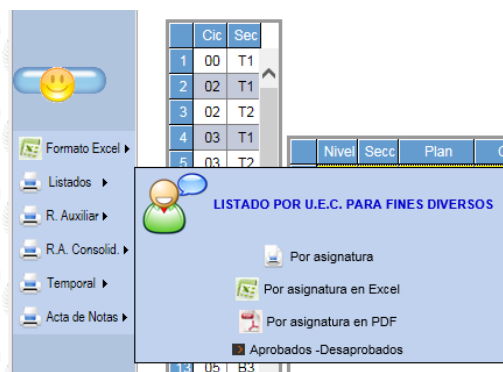 Cic Sec
1 00 T1
2 02 T1
3 02 T2
4 03 T1
5 03 T2
Nivel Secc Plan
Formato Excel
Listados
R. Auxiliar
R.A. Consolid.
Temporal
Acta de Notas
LISTADO POR U.E.C. PARA FINES DIVERSOS
Por asignatura
Por asignatura en Excel
Por asignatura en PDF
Aprobados -Desaprobados
13 05 B3